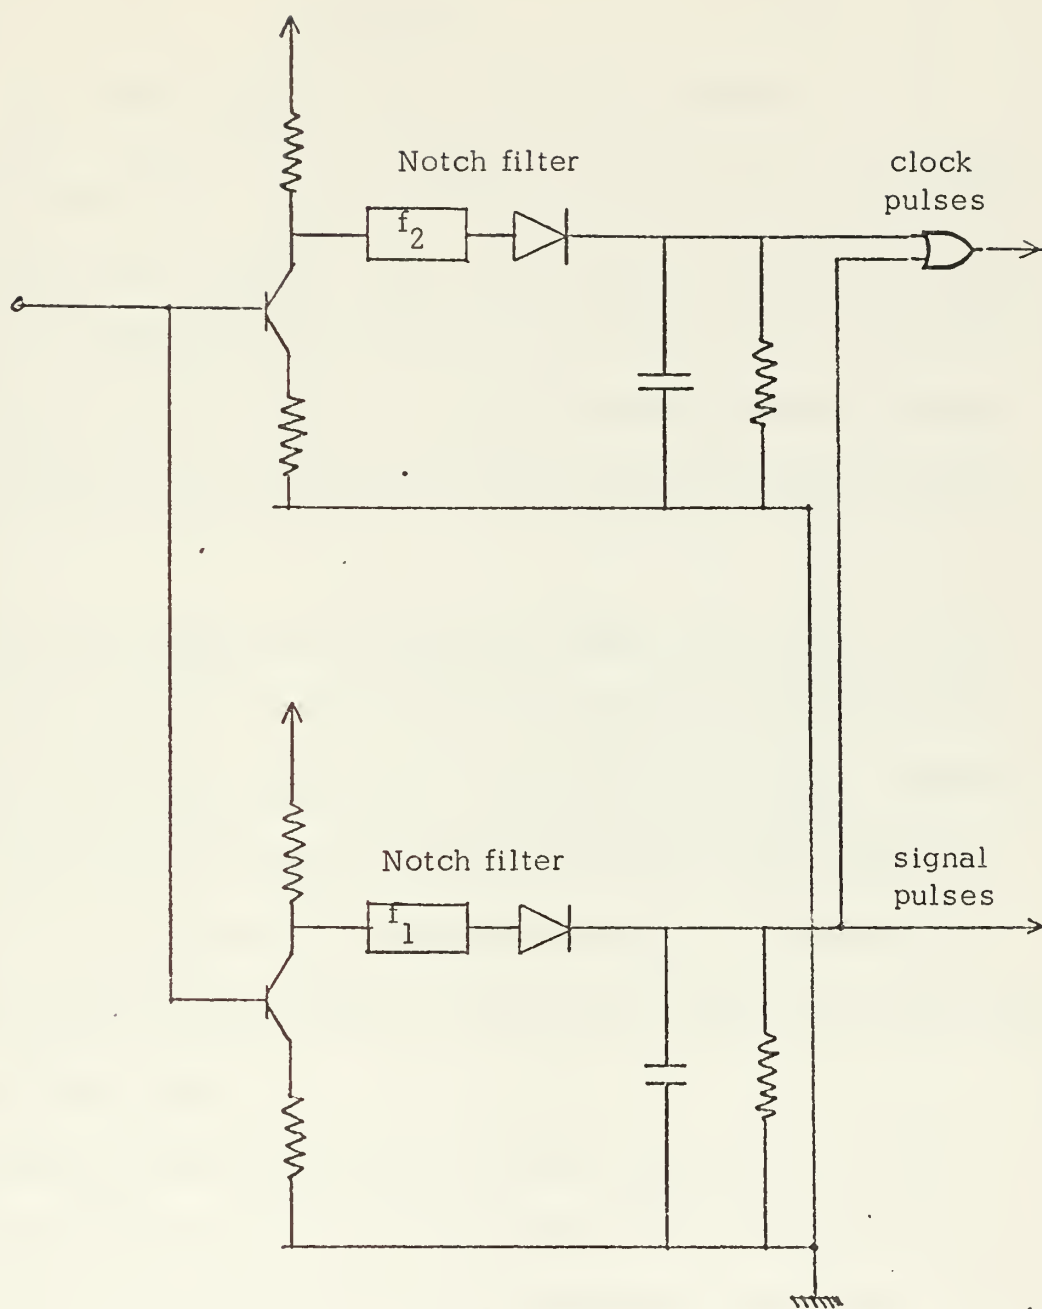 Notch filter
clock
pulses
f2
Notch filter
signal
pulses
f1